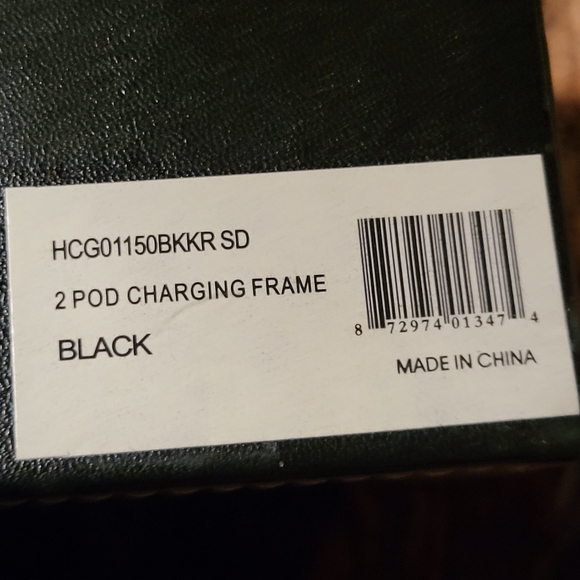 HCG01150BKKR SD
2 POD CHARGING FRAME
BLACK
8 72974 01347 4
MADE IN CHINA